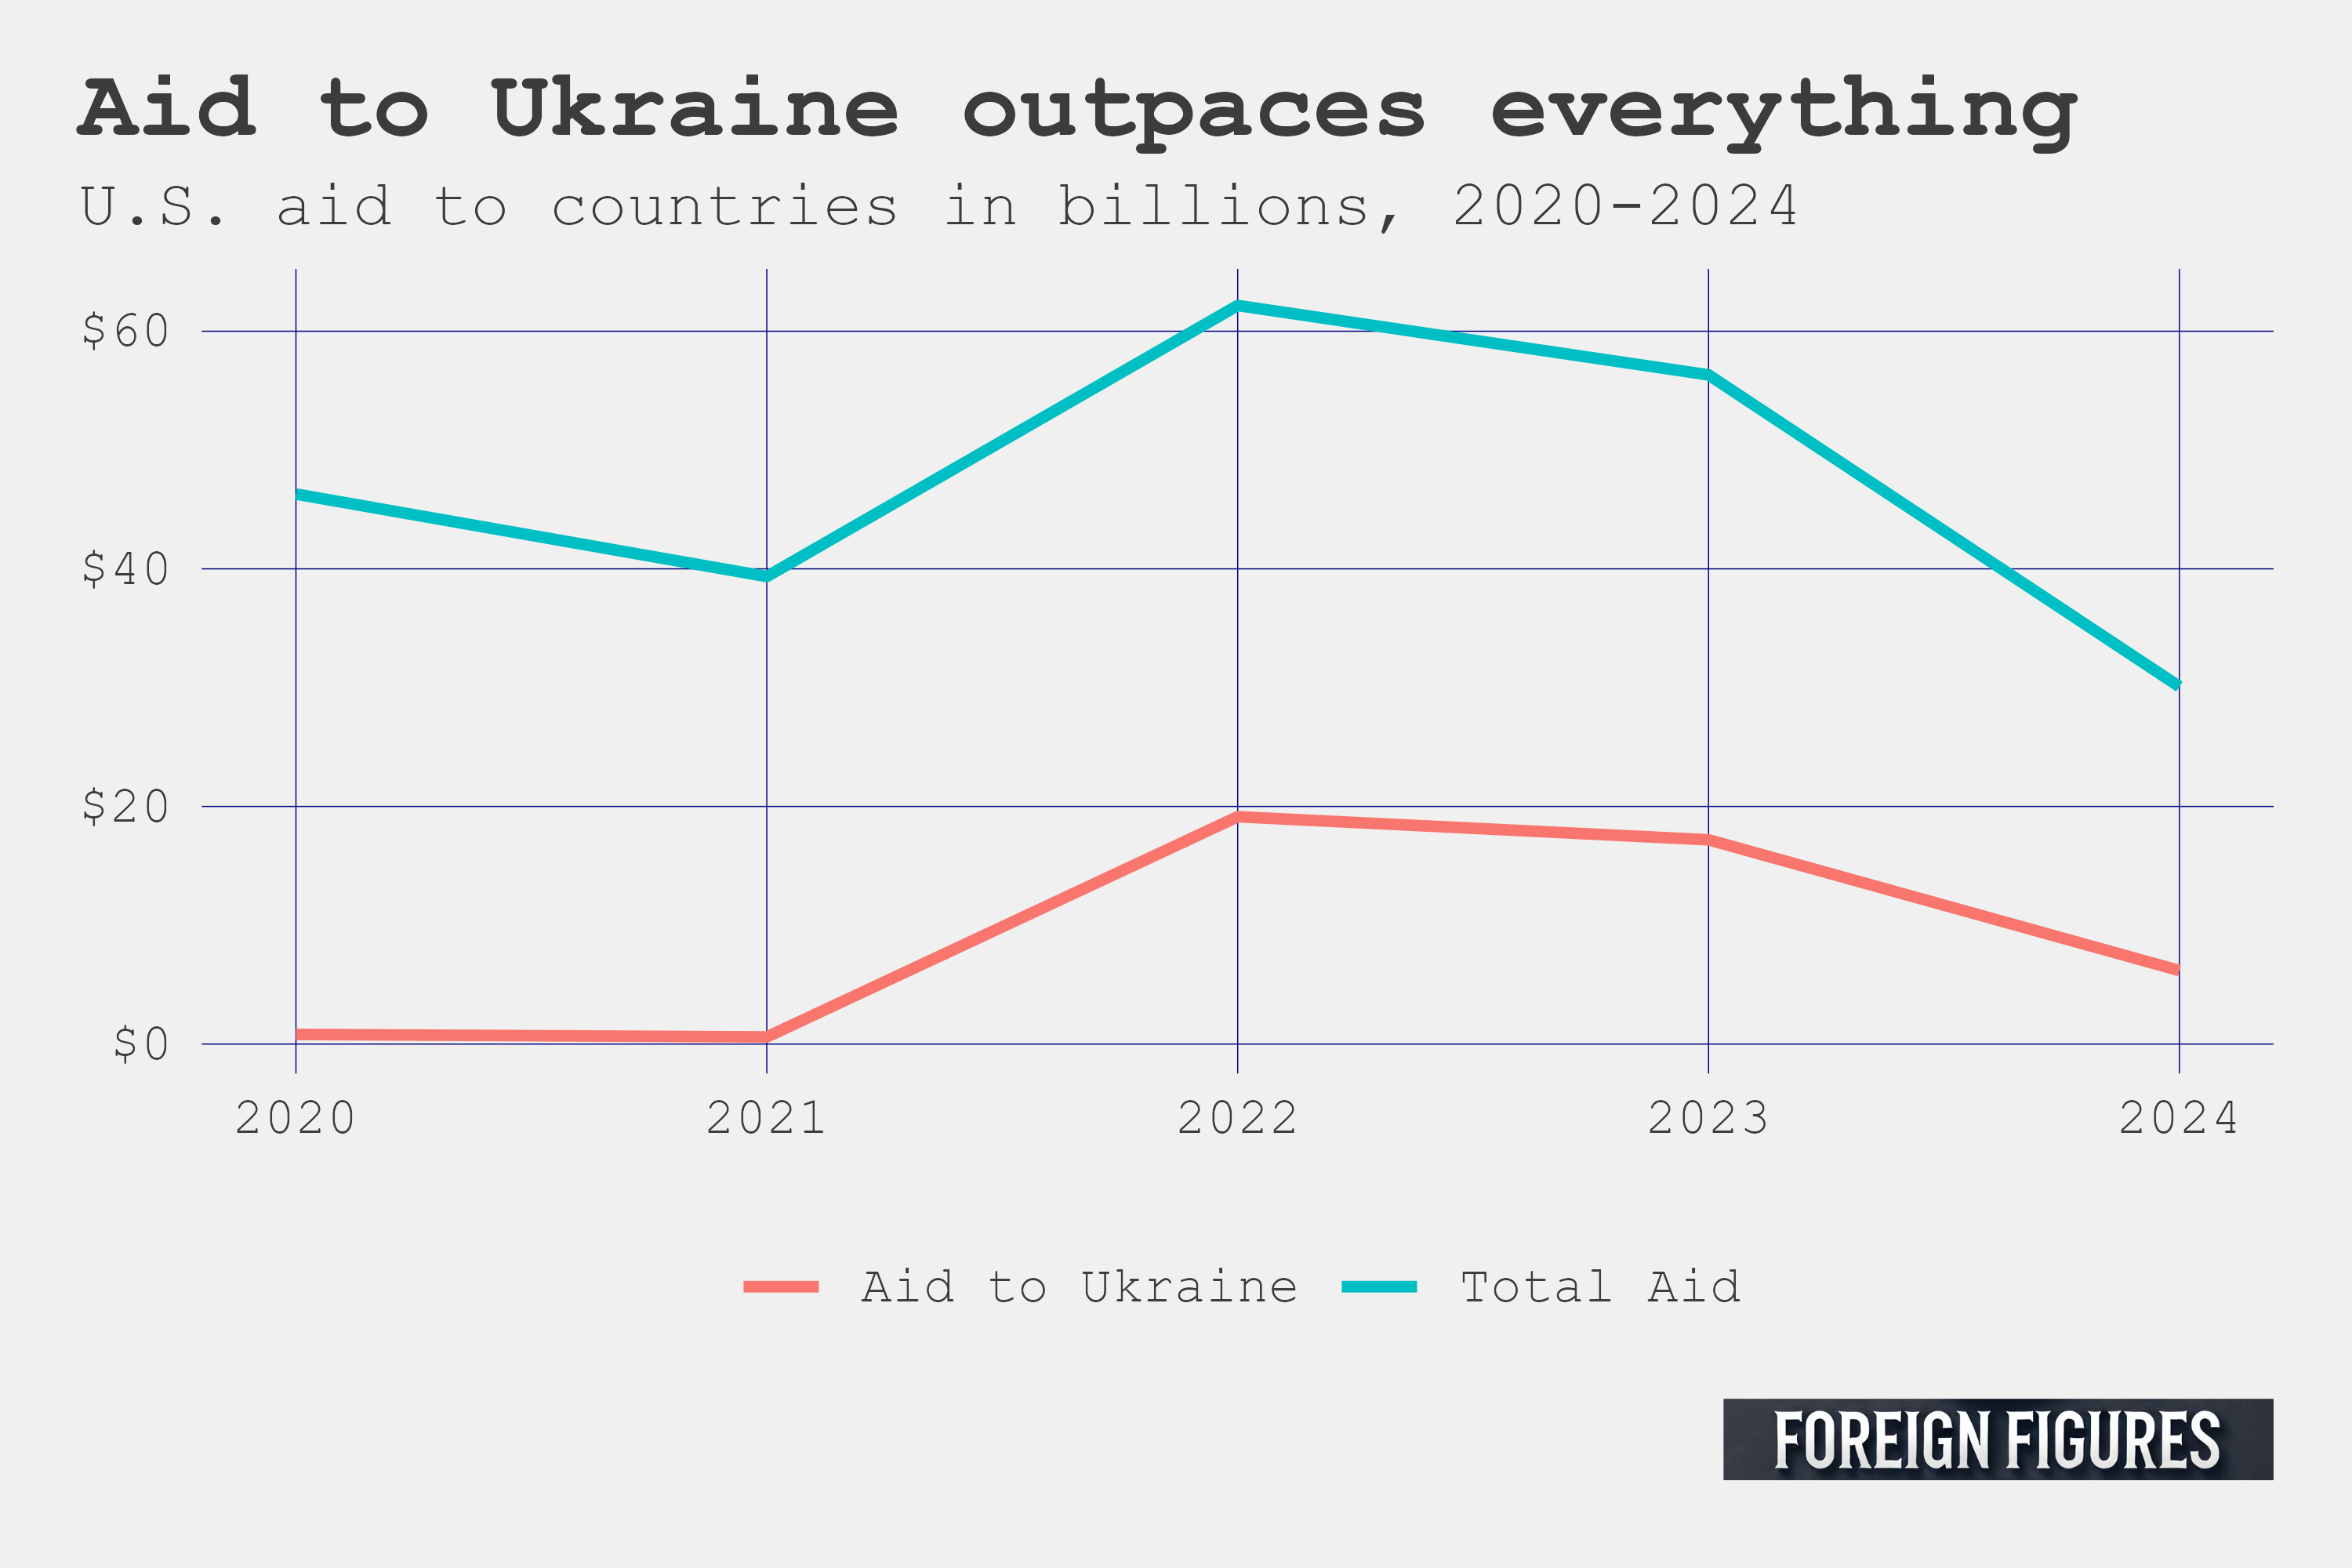 Aid to Ukraine outpaces everything
U.S. aid to countries in billions, 2020-2024
$60
$40
$20
$0
2020 2021 2022 2023 2024
Aid to Ukraine Total Aid
FOREIGN FIGURES